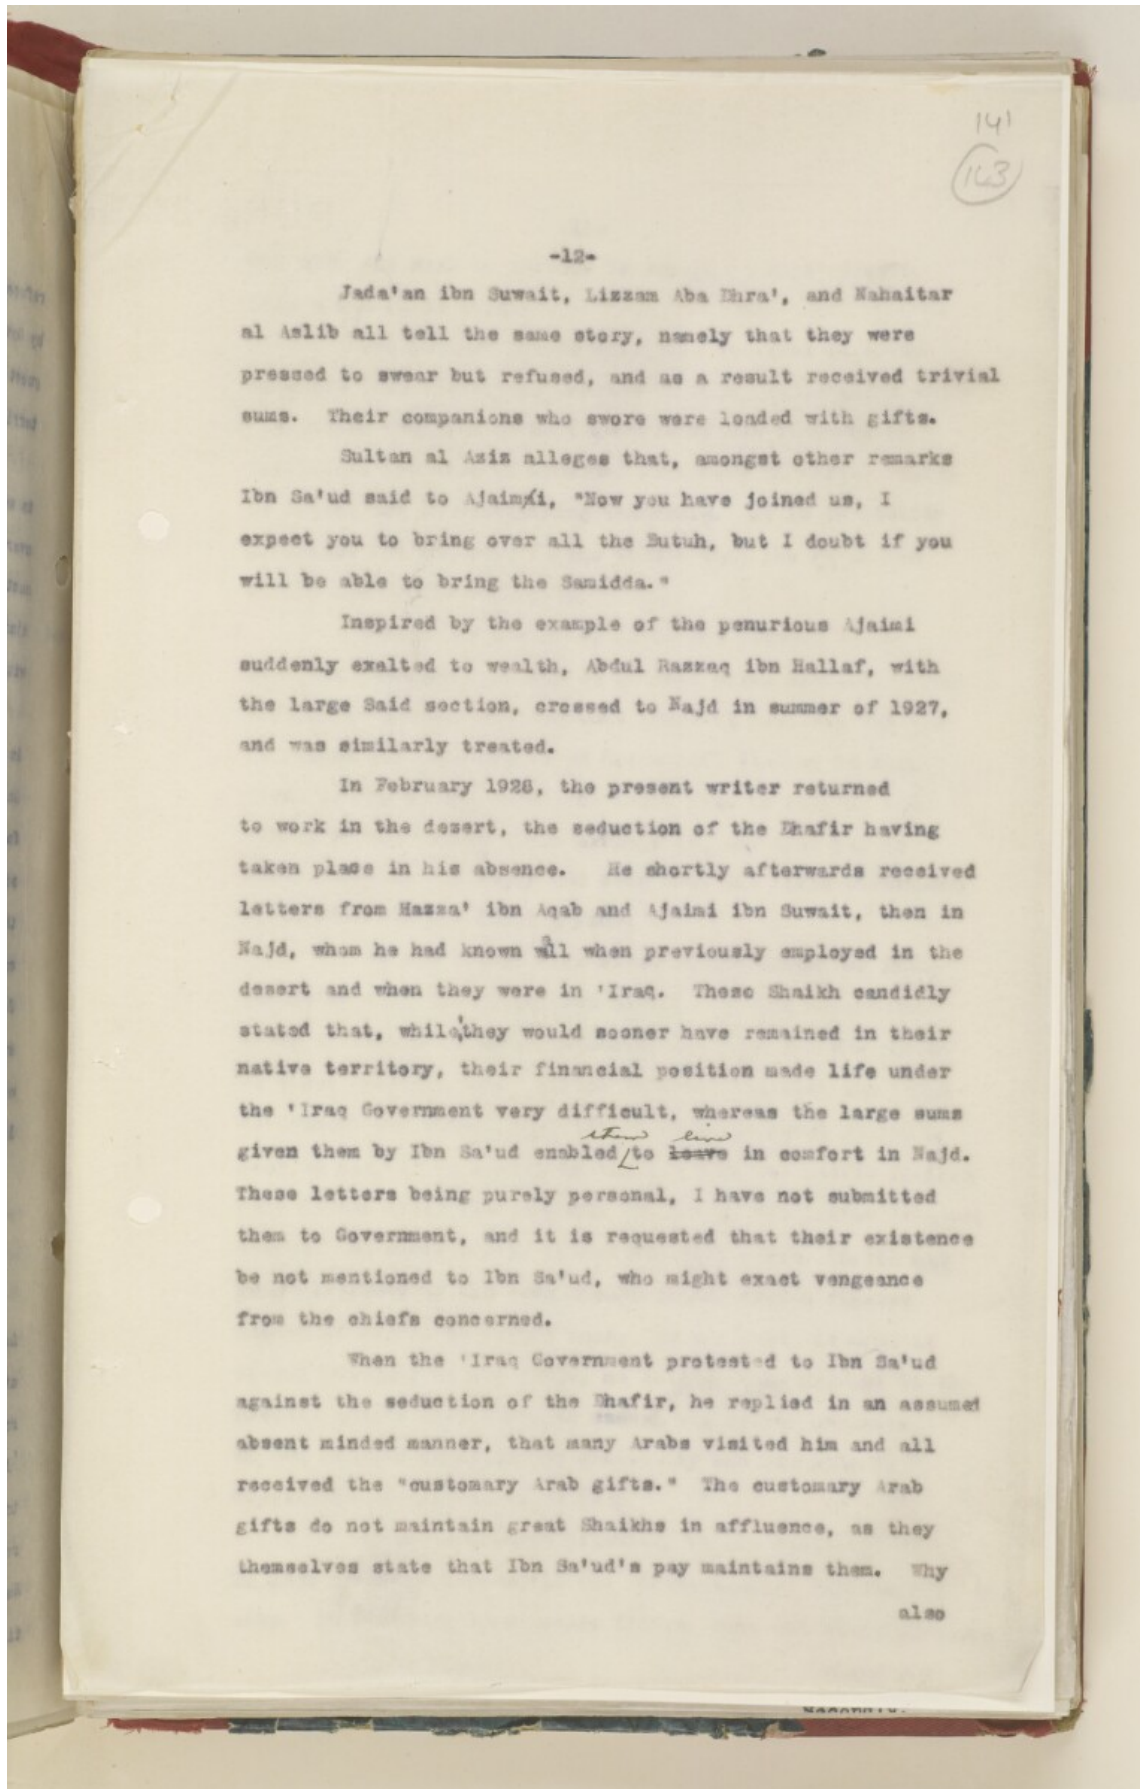 141
163
-12-
Jada'an ibn Suwait, Lizzam Aba Dhra', and Nahaitar
al Aslib all tell the same story, namely that they were
pressed to swear but refused, and as a result received trivial
sums. Their companions who swore were loaded with gifts.
Sultan al Aziz alleges that, amongst other remarks
Ibn Sa'ud said to Ajaimi, "Now you have joined us, I
expect you to bring over all the Butuh, but I doubt if you
will be able to bring the Samidda."
Inspired by the example of the penurious Ajaimi
suddenly exalted to wealth, Abdul Razzaq ibn Hallaf, with
the large Said section, crossed to Najd in summer of 1927,
and was similarly treated.
In February 1928, the present writer returned
to work in the desert, the seduction of the Dhafir having
taken place in his absence. He shortly afterwards received
letters from Hazza' ibn Aqab and Ajaimi ibn Suwait, then in
Najd, whom he had known well when previously employed in the
desert and when they were in 'Iraq. These Shaikh candidly
stated that, while they would sooner have remained in their
native territory, their financial position made life under
the 'Iraq Government very difficult, whereas the large sums
them live
given them by Ibn Sa'ud enabled to leave in comfort in Najd.
These letters being purely personal, I have not submitted
them to Government, and it is requested that their existence
be not mentioned to Ibn Sa'ud, who might exact vengeance
from the chiefs concerned.
When the 'Iraq Government protested to Ibn Sa'ud
against the seduction of the Dhafir, he replied in an assumed
absent minded manner, that many Arabs visited him and all
received the "customary Arab gifts." The customary Arab
gifts do not maintain great Shaikhs in affluence, as they
themselves state that Ibn Sa'ud's pay maintains them. Why
also